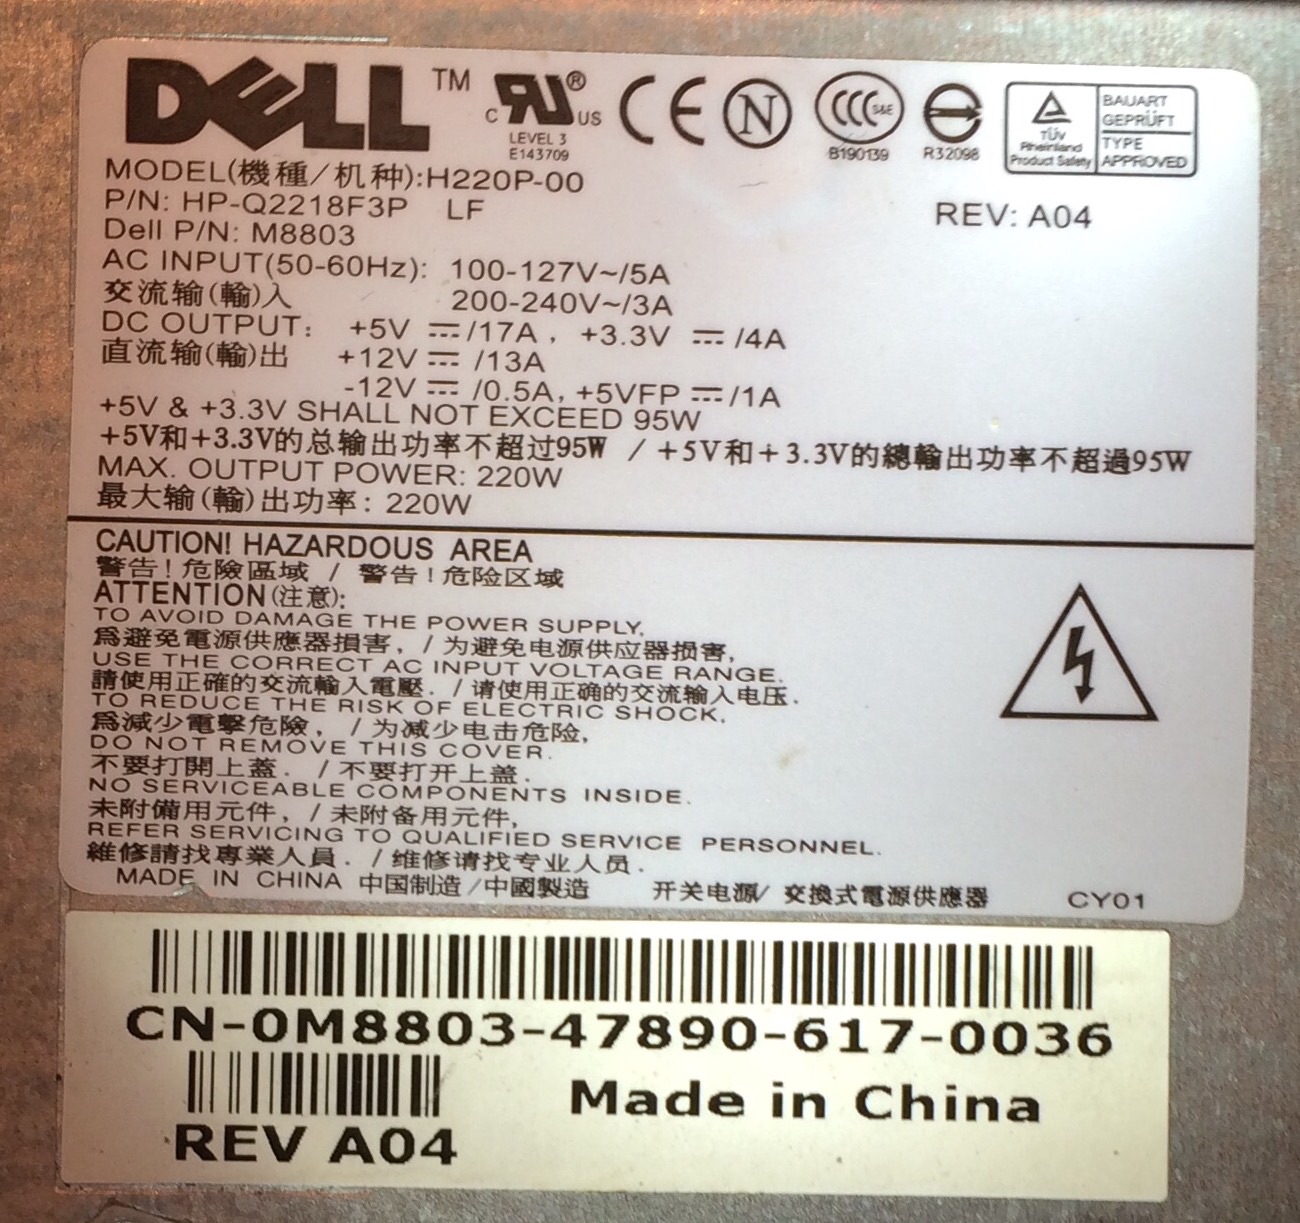 DELL™ c RU® US LEVEL 3 E143709 CE N CCC S&E B190139 R32098 TÜV Rheinland Product Safety BAUART GEPRÜFT TYPE APPROVED
MODEL(機種/机种):H220P-00
P/N: HP-Q2218F3P LF REV: A04
Dell P/N: M8803
AC INPUT(50-60Hz): 100-127V~/5A
交流输(輸)入 200-240V~/3A
DC OUTPUT: +5V ⎓/17A, +3.3V ⎓/4A
直流输(輸)出 +12V ⎓/13A
-12V ⎓/0.5A, +5VFP ⎓/1A
+5V & +3.3V SHALL NOT EXCEED 95W
+5V和+3.3V的总输出功率不超过95W / +5V和+3.3V的總輸出功率不超過95W
MAX. OUTPUT POWER: 220W
最大输(輸)出功率: 220W
CAUTION! HAZARDOUS AREA
警告!危險區域 / 警告!危险区域
ATTENTION(注意):
TO AVOID DAMAGE THE POWER SUPPLY,
爲避免電源供應器損害, / 为避免电源供应器损害,
USE THE CORRECT AC INPUT VOLTAGE RANGE.
請使用正確的交流輸入電壓. / 请使用正确的交流输入电压.
TO REDUCE THE RISK OF ELECTRIC SHOCK,
爲減少電擊危險, / 为减少电击危险,
DO NOT REMOVE THIS COVER.
不要打開上蓋. / 不要打开上盖.
NO SERVICEABLE COMPONENTS INSIDE.
未附備用元件, / 未附备用元件,
REFER SERVICING TO QUALIFIED SERVICE PERSONNEL.
維修請找專業人員. / 维修请找专业人员.
MADE IN CHINA 中国制造/中國製造 开关电源/ 交換式電源供應器 CY01
CN-0M8803-47890-617-0036
Made in China
REV A04